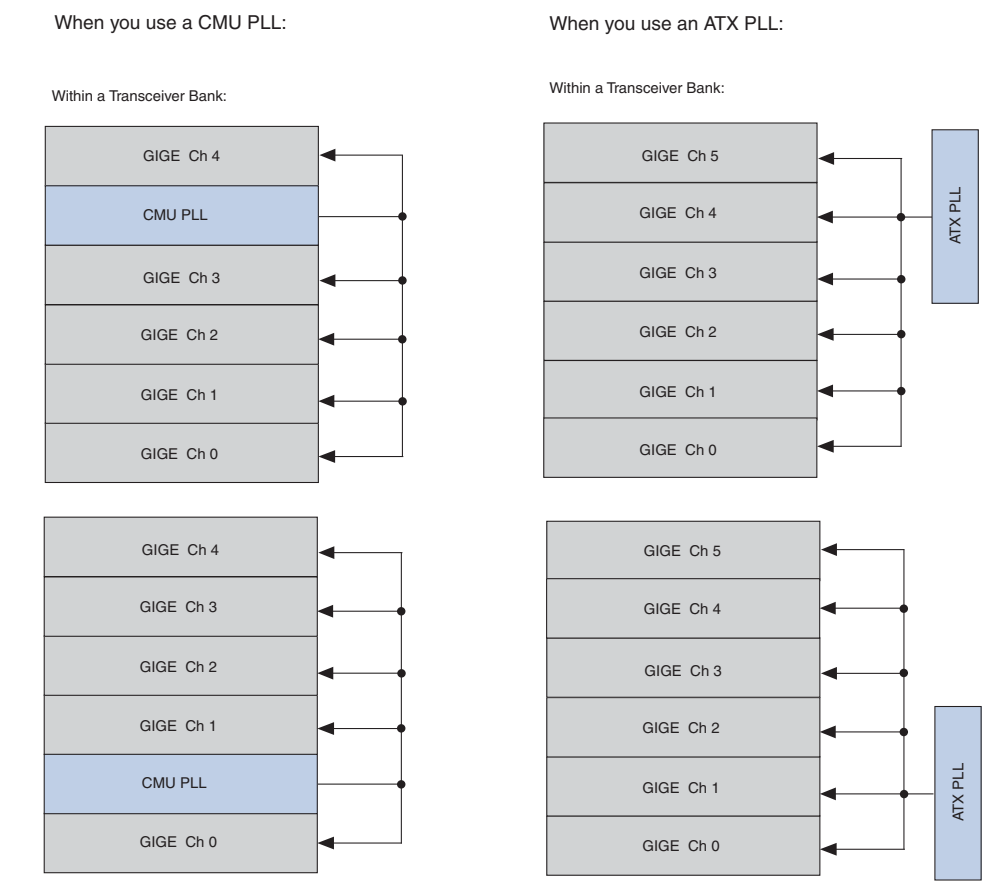 When you use a CMU PLL:
Within a Transceiver Bank:
GIGE Ch 4
CMU PLL
GIGE Ch 3
GIGE Ch 2
GIGE Ch 1
GIGE Ch 0
GIGE Ch 4
GIGE Ch 3
GIGE Ch 2
GIGE Ch 1
CMU PLL
GIGE Ch 0
When you use an ATX PLL:
Within a Transceiver Bank:
GIGE Ch 5
GIGE Ch 4
GIGE Ch 3
GIGE Ch 2
GIGE Ch 1
GIGE Ch 0
ATX PLL
GIGE Ch 5
GIGE Ch 4
GIGE Ch 3
GIGE Ch 2
GIGE Ch 1
GIGE Ch 0
ATX PLL